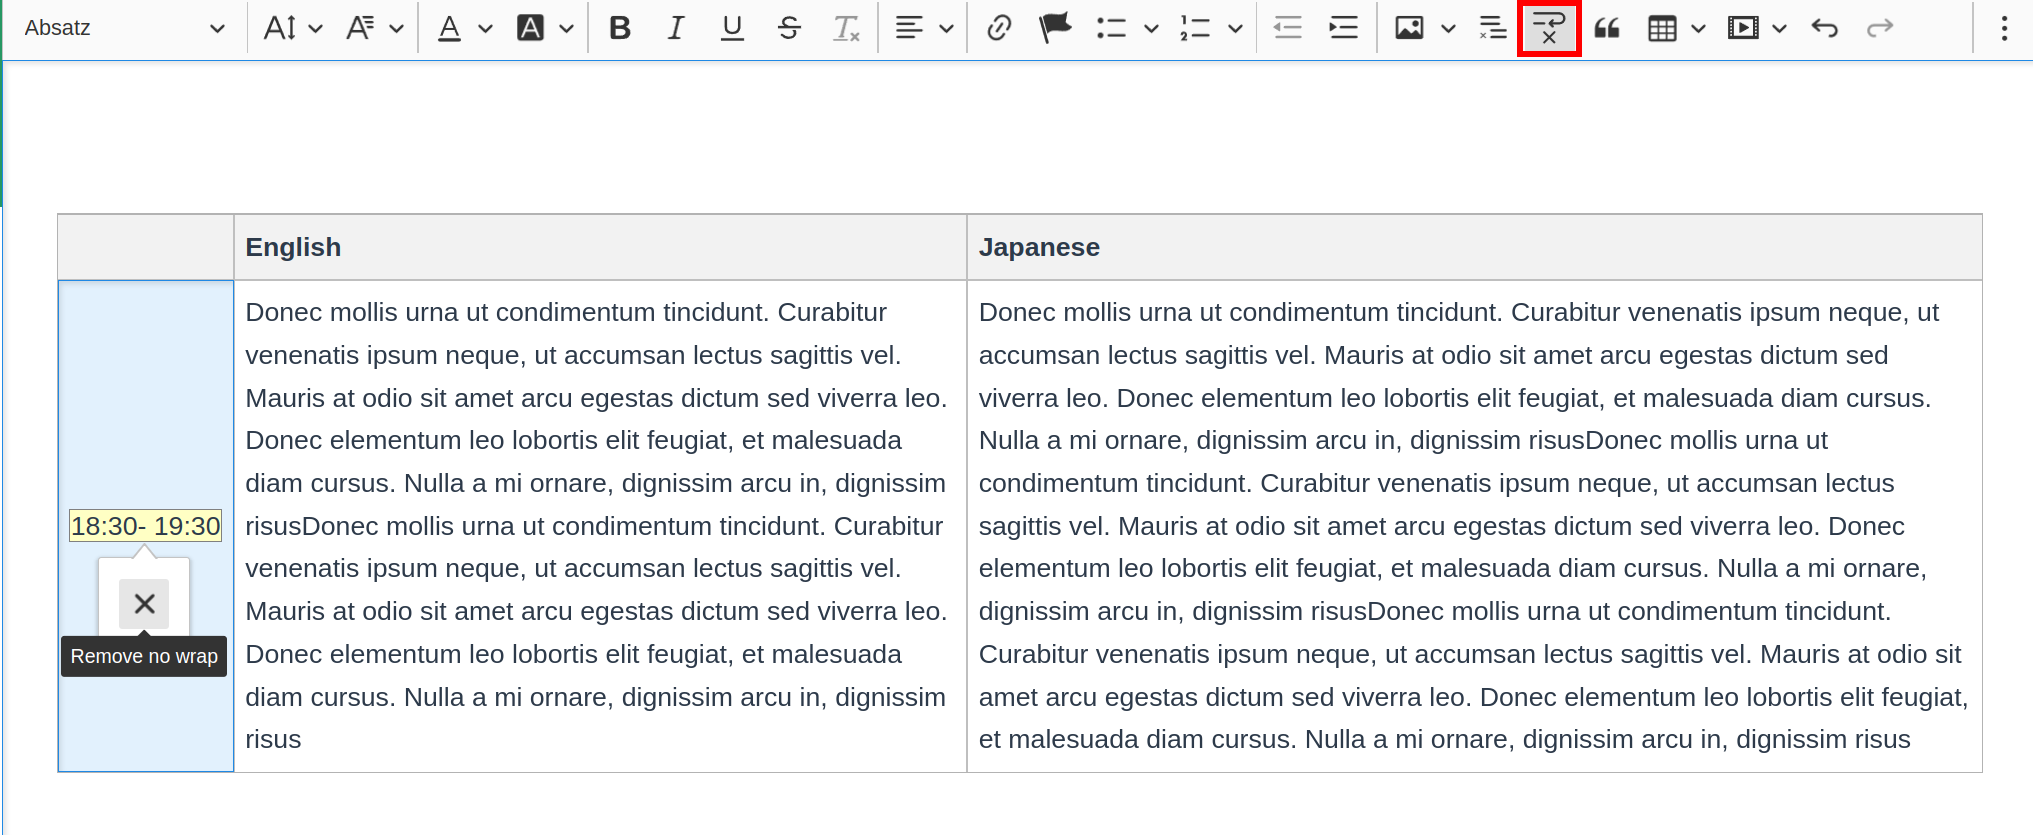 Absatz
English
Japanese
Donec mollis urna ut condimentum tincidunt. Curabitur
venenatis ipsum neque, ut accumsan lectus sagittis vel.
Mauris at odio sit amet arcu egestas dictum sed viverra leo.
Donec elementum leo lobortis elit feugiat, et malesuada
diam cursus. Nulla a mi ornare, dignissim arcu in, dignissim
risusDonec mollis urna ut condimentum tincidunt. Curabitur
venenatis ipsum neque, ut accumsan lectus sagittis vel.
Mauris at odio sit amet arcu egestas dictum sed viverra leo.
Donec elementum leo lobortis elit feugiat, et malesuada
diam cursus. Nulla a mi ornare, dignissim arcu in, dignissim
risus
Donec mollis urna ut condimentum tincidunt. Curabitur venenatis ipsum neque, ut
accumsan lectus sagittis vel. Mauris at odio sit amet arcu egestas dictum sed
viverra leo. Donec elementum leo lobortis elit feugiat, et malesuada diam cursus.
Nulla a mi ornare, dignissim arcu in, dignissim risusDonec mollis urna ut
condimentum tincidunt. Curabitur venenatis ipsum neque, ut accumsan lectus
sagittis vel. Mauris at odio sit amet arcu egestas dictum sed viverra leo. Donec
elementum leo lobortis elit feugiat, et malesuada diam cursus. Nulla a mi ornare,
dignissim arcu in, dignissim risusDonec mollis urna ut condimentum tincidunt.
Curabitur venenatis ipsum neque, ut accumsan lectus sagittis vel. Mauris at odio sit
amet arcu egestas dictum sed viverra leo. Donec elementum leo lobortis elit feugiat,
et malesuada diam cursus. Nulla a mi ornare, dignissim arcu in, dignissim risus
18:30- 19:30
Remove no wrap